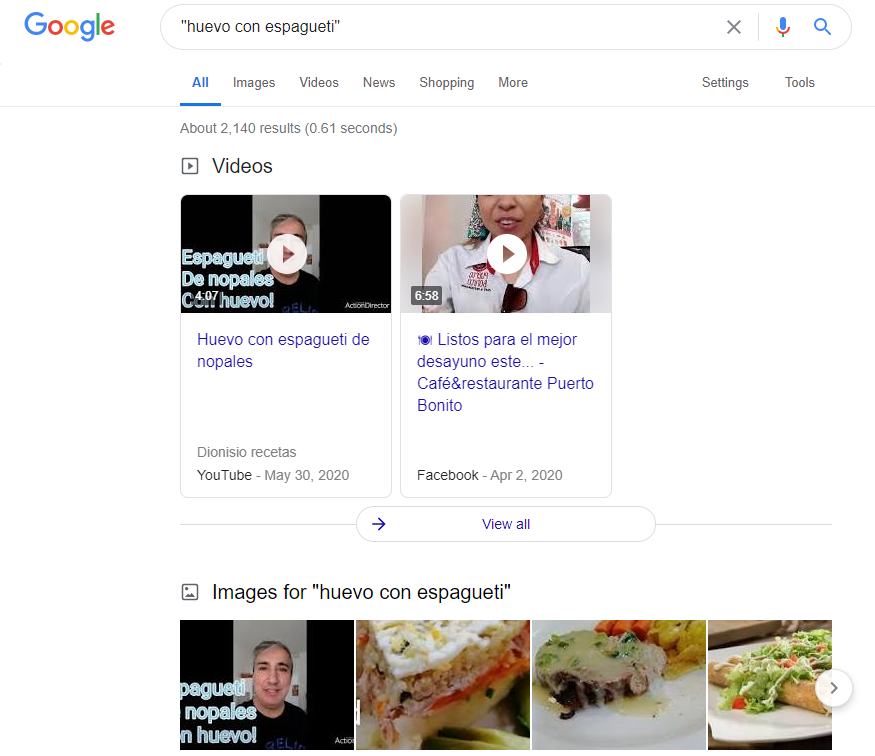 Google
"huevo con espagueti"
All Images Videos News Shopping More Settings Tools
About 2,140 results (0.61 seconds)
Videos
Espagueti
De nopales
Con huevo!
4:07
ActionDirector
6:58
Huevo con espagueti de
nopales
Dionisio recetas
YouTube - May 30, 2020
🍽 Listos para el mejor
desayuno este... -
Café&restaurante Puerto
Bonito
Facebook - Apr 2, 2020
View all
Images for "huevo con espagueti"
pagueti
nopales
n huevo!
Action